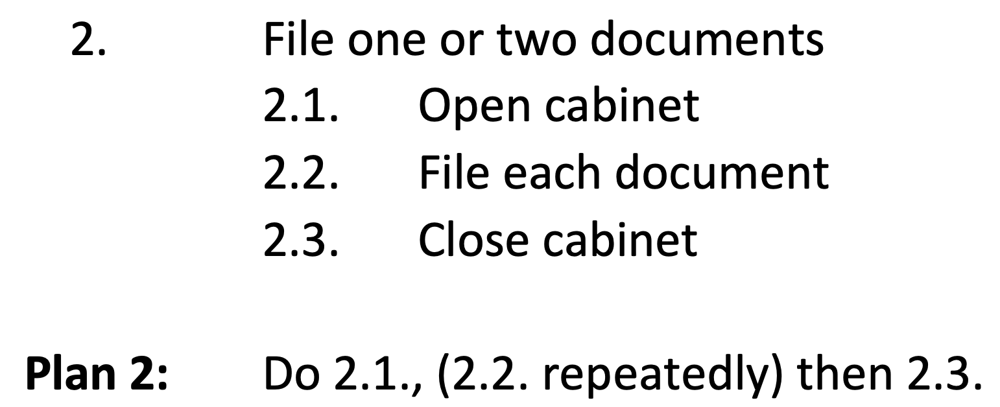 2. File one or two documents
2.1. Open cabinet
2.2. File each document
2.3. Close cabinet
Plan 2: Do 2.1., (2.2. repeatedly) then 2.3.